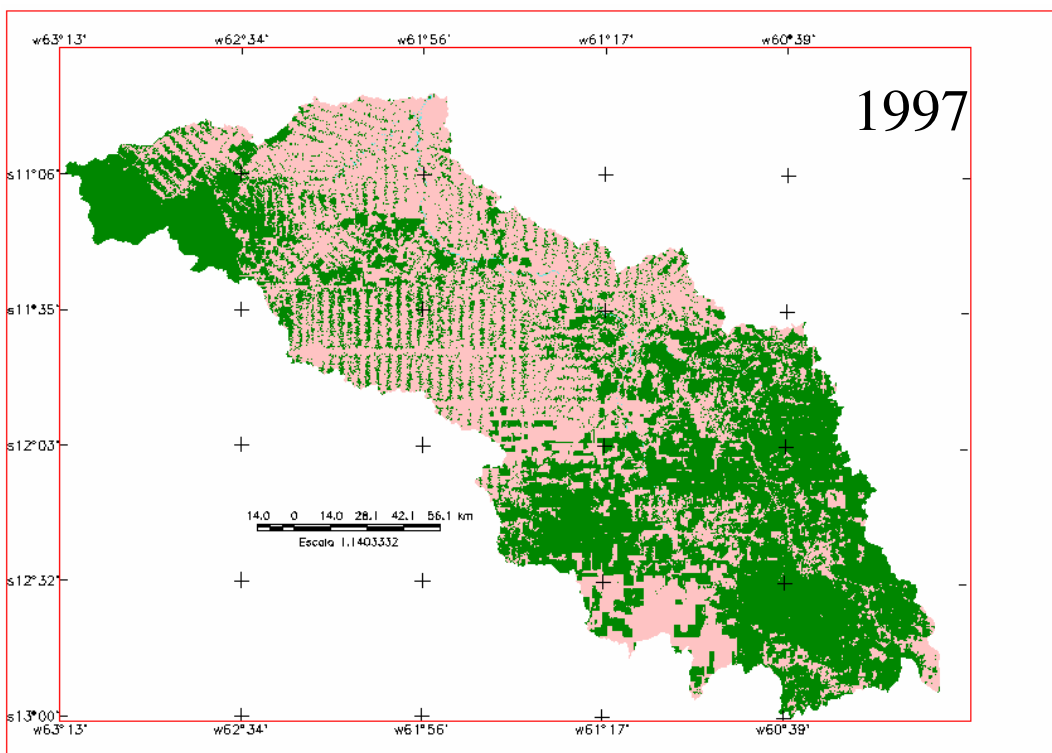 w63°13' w62°34' w61°56' w61°17' w60°39'
1997
s11°06'
s11°35'
s12°03'
14.0 0 14.0 28.1 42.1 56.1 km
Escala 1:1403332
s12°32'
s13°00'
w63°13' w62°34' w61°56' w61°17' w60°39'